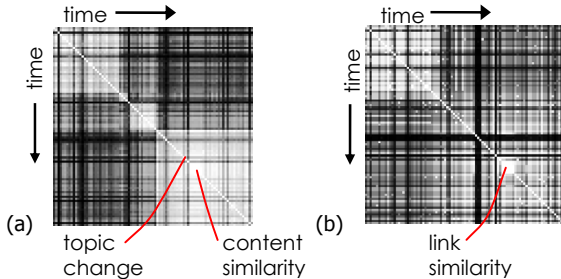 time
time
time
time
(a)
topic
change
content
similarity
(b)
link
similarity